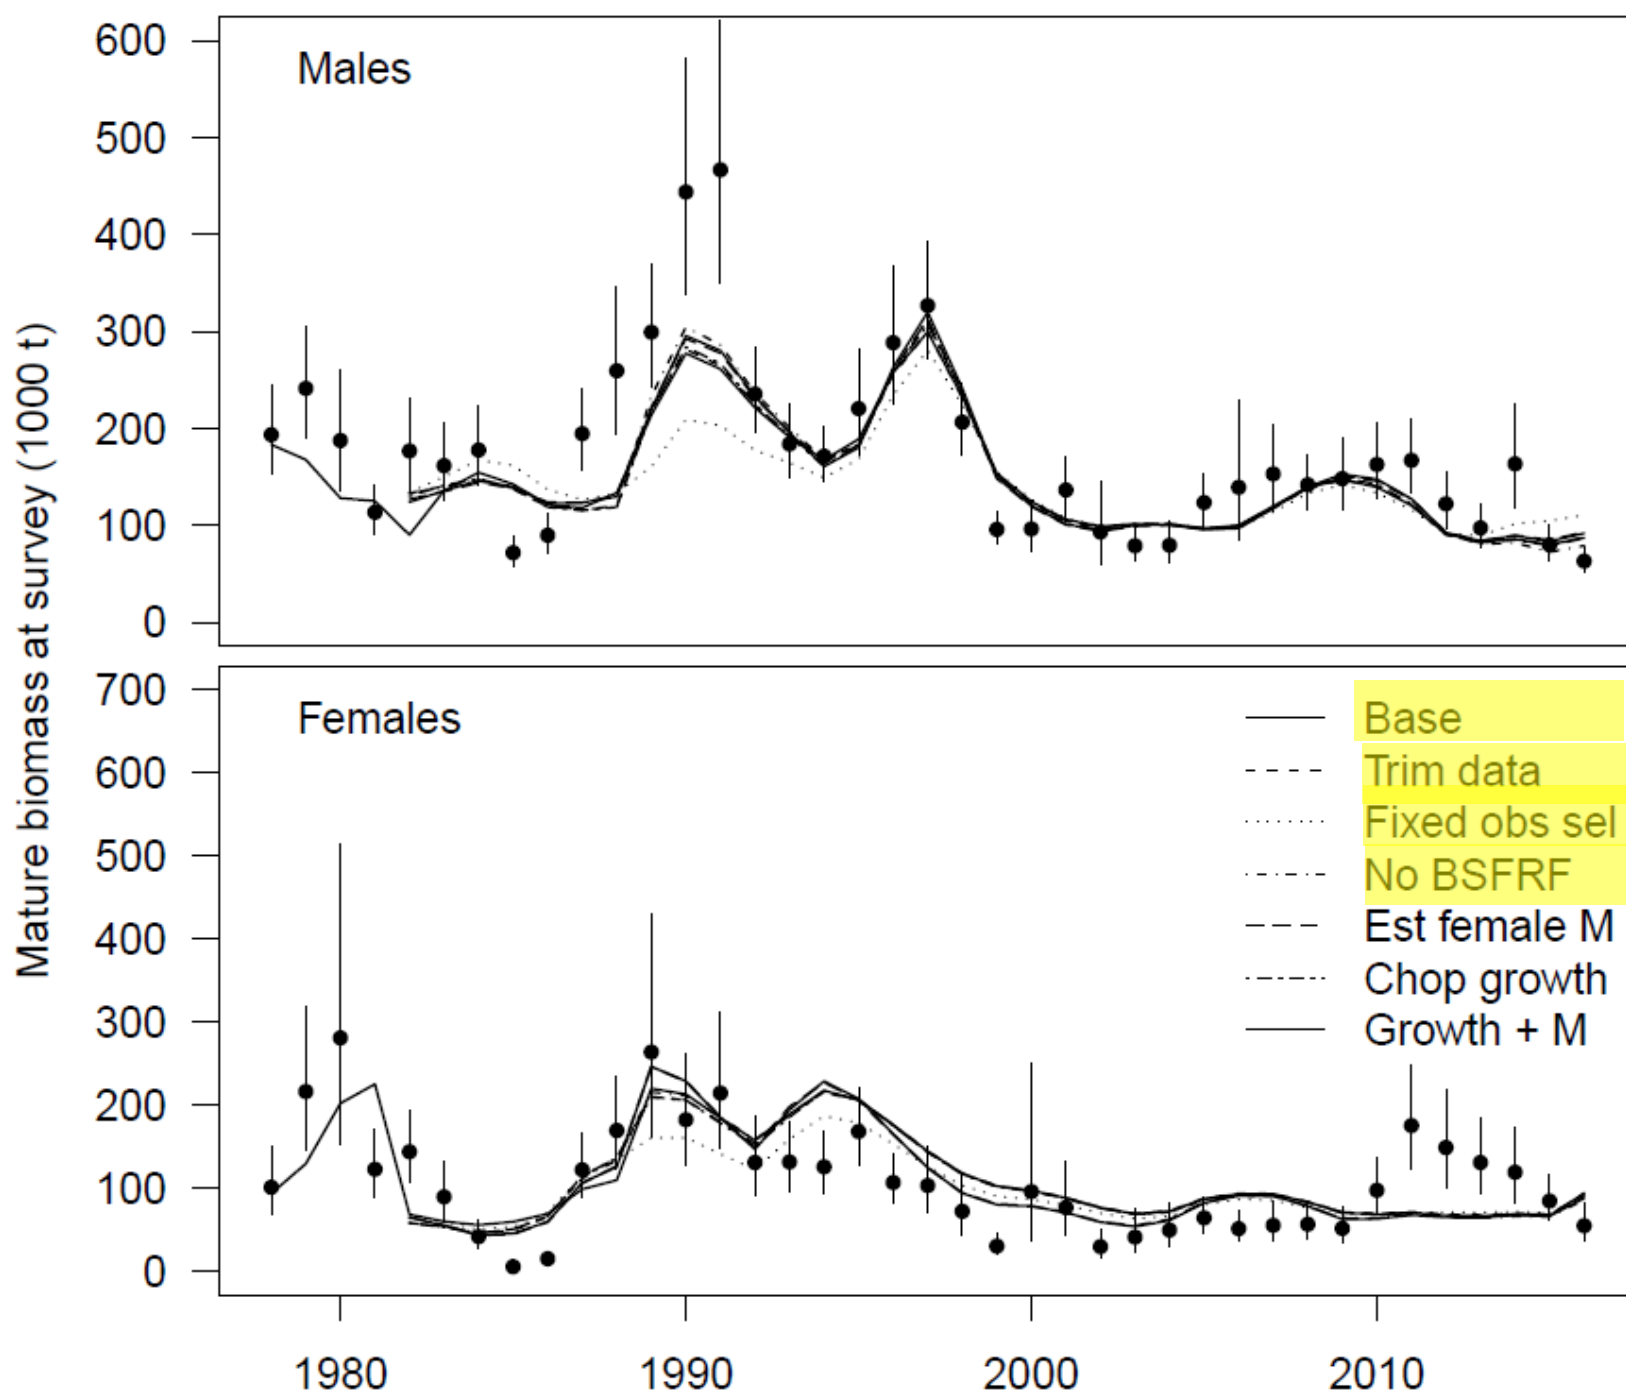 Mature biomass at survey (1000 t)
600
Males
500
400
300
200
100
0
700
Females
600
500
400
300
200
100
0
Base
Trim data
Fixed obs sel
No BSFRF
Est female M
Chop growth
Growth + M
1980
1990
2000
2010